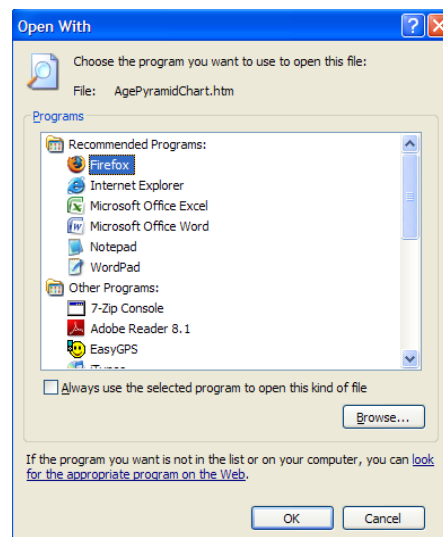 Open With
Choose the program you want to use to open this file:
File: AgePyramidChart.htm
Programs
Recommended Programs:
Firefox
Internet Explorer
Microsoft Office Excel
Microsoft Office Word
Notepad
WordPad
Other Programs:
7-Zip Console
Adobe Reader 8.1
EasyGPS
Always use the selected program to open this kind of file
Browse...
If the program you want is not in the list or on your computer, you can look
for the appropriate program on the Web.
OK Cancel